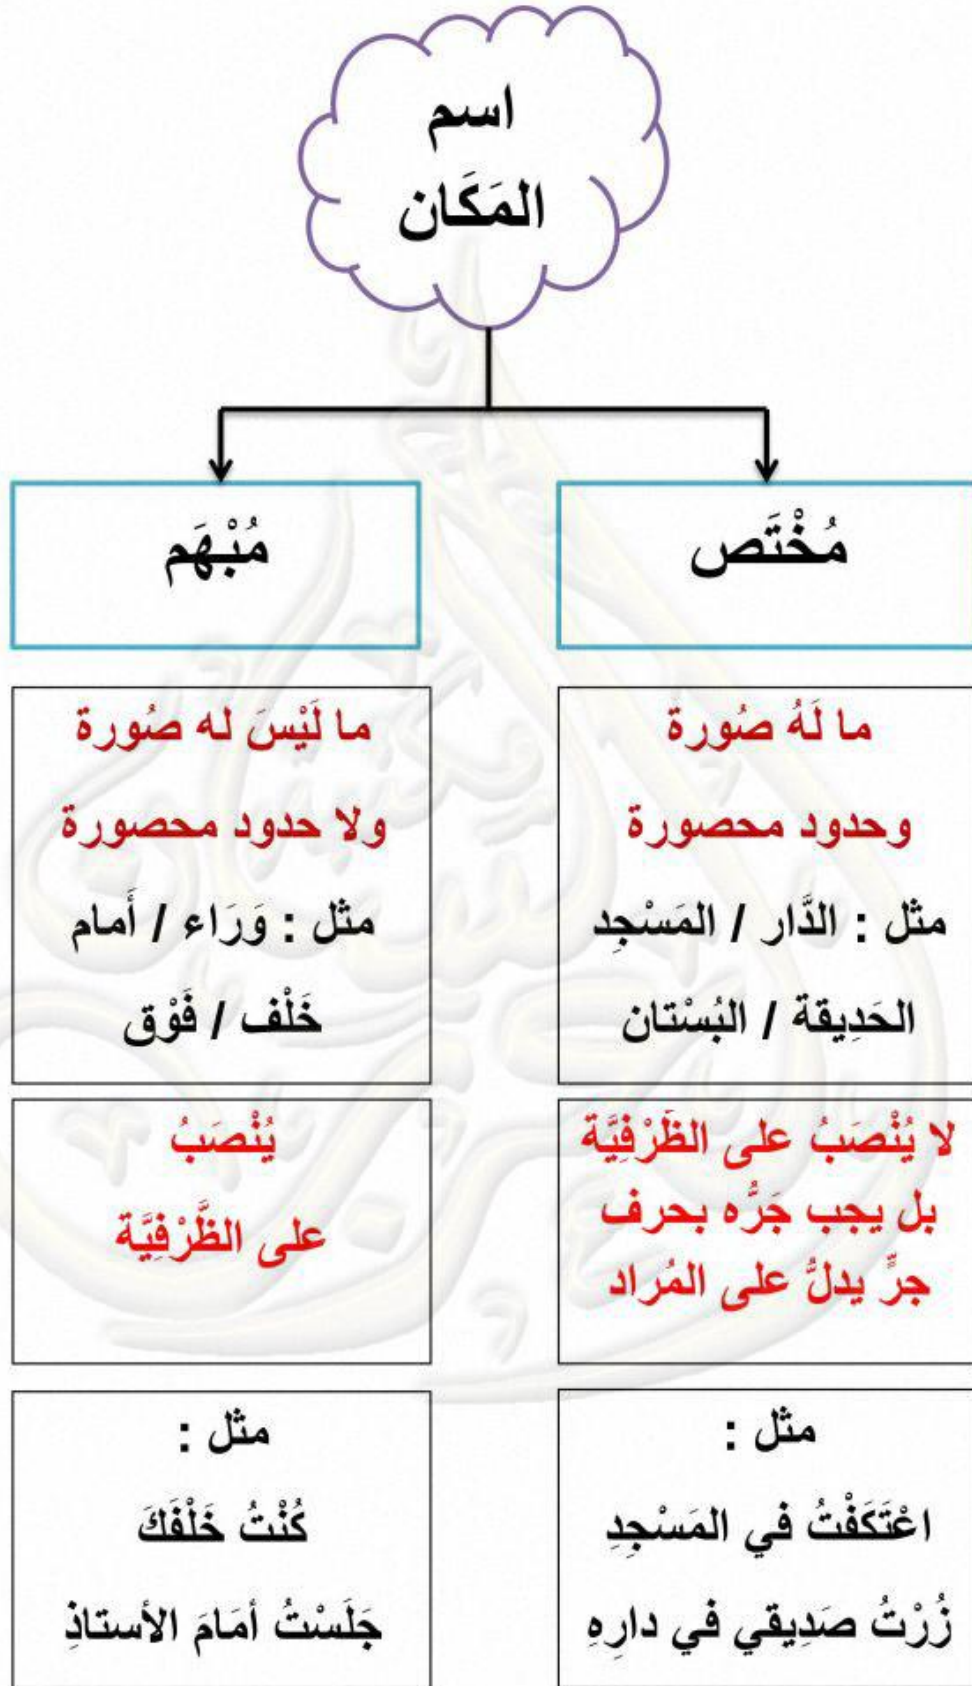 اسم
المَكَان
مُخْتَص
مُبْهَم
ما لَهُ صُورة
وحدود محصورة
مثل : الدَّار / المَسْجِد
الحَدِيقة / البُسْتان
ما لَيْسَ له صُورة
ولا حدود محصورة
مثل : وَرَاء / أَمام
خَلْف / فَوْق
لا يُنْصَبُ على الظَرْفِيَّة
بل يجب جَرُّه بحرف
جرٍّ يدلُّ على المُراد
يُنْصَبُ
على الظَّرْفِيَّة
مثل :
اعْتَكَفْتُ في المَسْجِدِ
زُرْتُ صَدِيقي في دارِهِ
مثل :
كُنْتُ خَلْفَكَ
جَلَسْتُ أمَامَ الأستاذِ